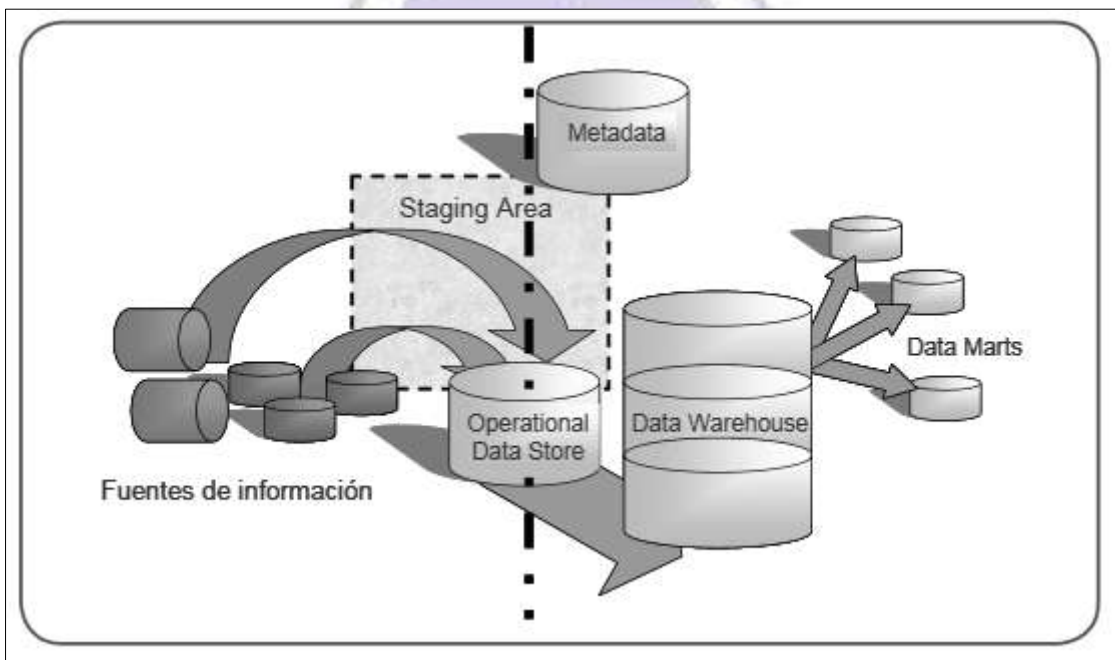 Metadata
Staging Area
Operational
Data Store
Data Warehouse
Data Marts
Fuentes de información